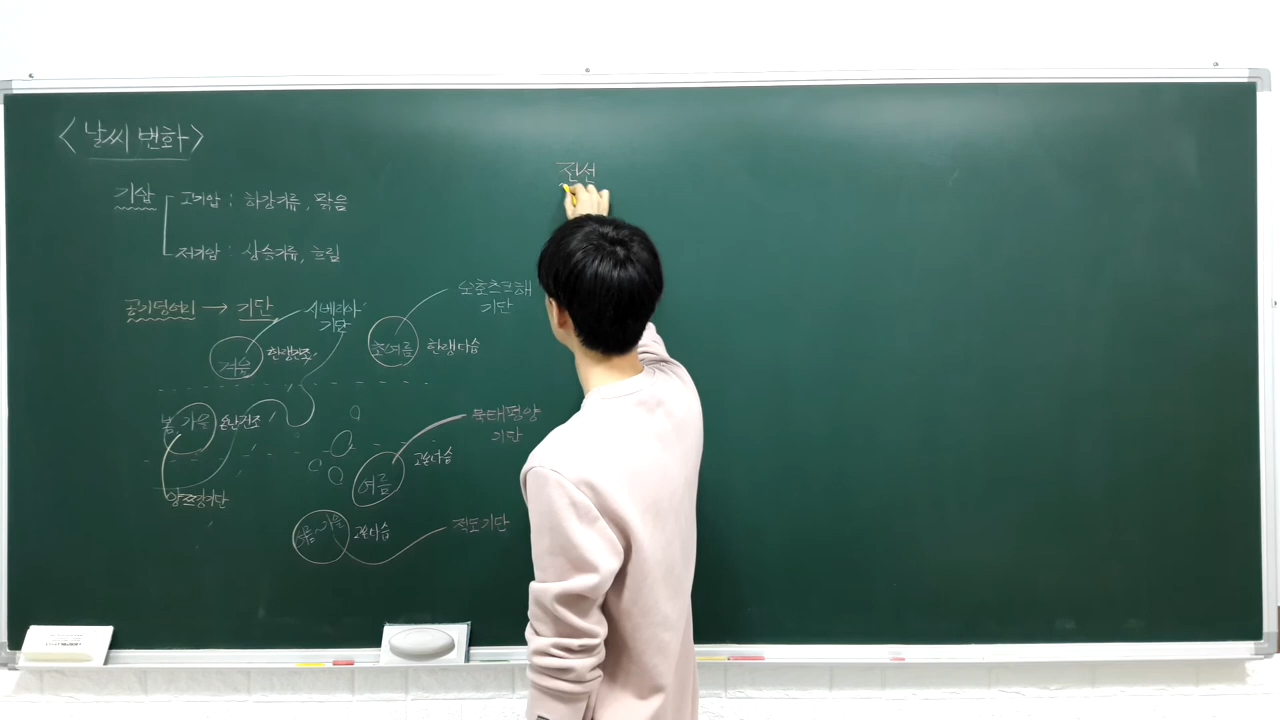 <날씨 변화>
기압
고기압 : 하강기류, 맑음
저기압 : 상승기류, 흐림
공기덩어리 → 기단
시베리아
기단
겨울
한랭건조
오호츠크해
기단
초여름
한랭다습
봄, 가을
온난건조
양쯔강기단
북태평양
기단
고온다습
여름
여름~가을
고온다습
적도기단
전선